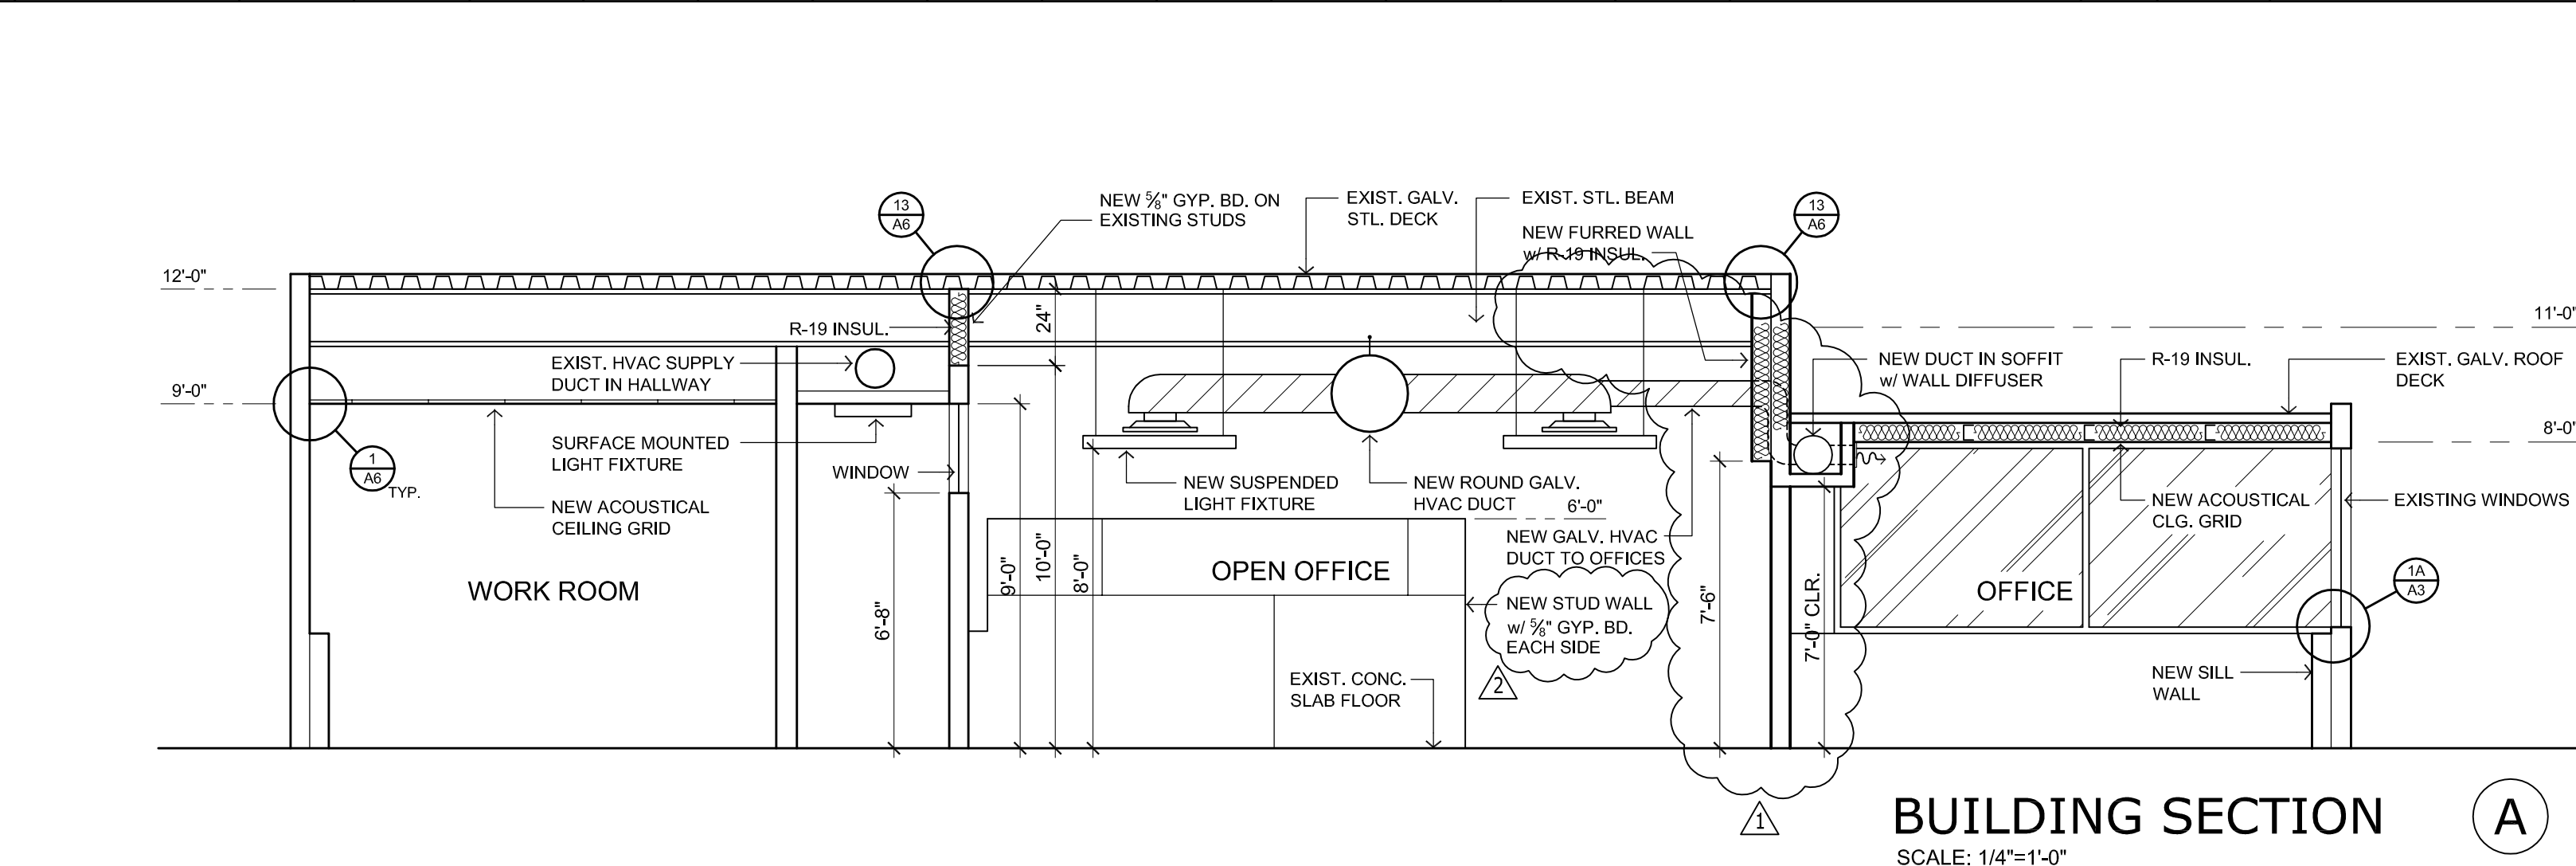 13
A6
NEW ⅝" GYP. BD. ON
EXISTING STUDS
EXIST. GALV.
STL. DECK
EXIST. STL. BEAM
NEW FURRED WALL
w/ R-19 INSUL.
13
A6
12'-0"
11'-0"
R-19 INSUL.
24"
EXIST. HVAC SUPPLY
DUCT IN HALLWAY
NEW DUCT IN SOFFIT
w/ WALL DIFFUSER
R-19 INSUL.
EXIST. GALV. ROOF
DECK
9'-0"
8'-0"
1
A6
TYP.
SURFACE MOUNTED
LIGHT FIXTURE
WINDOW
NEW ACOUSTICAL
CEILING GRID
NEW SUSPENDED
LIGHT FIXTURE
NEW ROUND GALV.
HVAC DUCT
6'-0"
NEW GALV. HVAC
DUCT TO OFFICES
NEW ACOUSTICAL
CLG. GRID
EXISTING WINDOWS
WORK ROOM
6'-8"
9'-0"
10'-0"
8'-0"
OPEN OFFICE
NEW STUD WALL
w/ ⅝" GYP. BD.
EACH SIDE
2
7'-6"
7'-0" CLR.
OFFICE
1A
A3
EXIST. CONC.
SLAB FLOOR
NEW SILL
WALL
1
BUILDING SECTION
A
SCALE: 1/4"=1'-0"